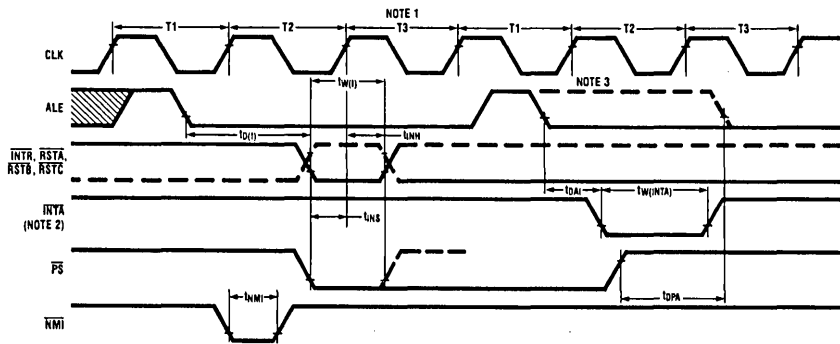 NOTE 1
T1 T2 T3 T1 T2 T3
CLK
tW(I)
NOTE 3
ALE
tD(I) tINH
INTR, RSTA,
RSTB, RSTC
tDAI tW(INTA)
INTA
(NOTE 2)
tINS
PS
tNMI
tDPA
NMI